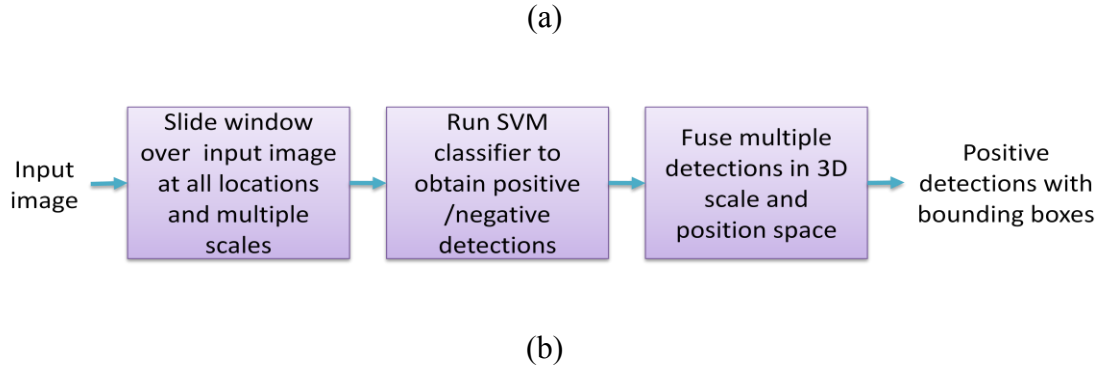 (a)
Input
image
Slide window
over input image
at all locations
and multiple
scales
Run SVM
classifier to
obtain positive
/negative
detections
Fuse multiple
detections in 3D
scale and
position space
Positive
detections with
bounding boxes
(b)